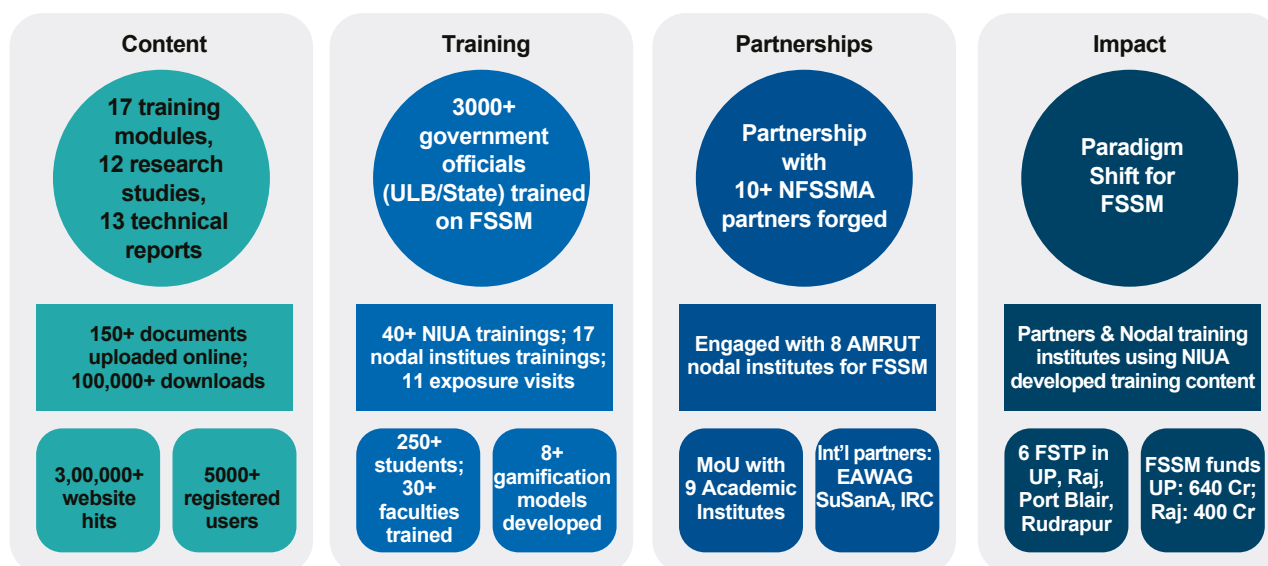 Content
17 training
modules,
12 research
studies,
13 technical
reports
150+ documents
uploaded online;
100,000+ downloads
3,00,000+
website
hits
5000+
registered
users
Training
3000+
government
officials
(ULB/State) trained
on FSSM
40+ NIUA trainings; 17
nodal institues trainings;
11 exposure visits
250+
students;
30+
faculties
trained
8+
gamification
models
developed
Partnerships
Partnership
with
10+ NFSSMA
partners forged
Engaged with 8 AMRUT
nodal institutes for FSSM
MoU with
9 Academic
Institutes
Int'l partners:
EAWAG
SuSanA, IRC
Impact
Paradigm
Shift for
FSSM
Partners & Nodal training
institutes using NIUA
developed training content
6 FSTP in
UP, Raj,
Port Blair,
Rudrapur
FSSM funds
UP: 640 Cr;
Raj: 400 Cr